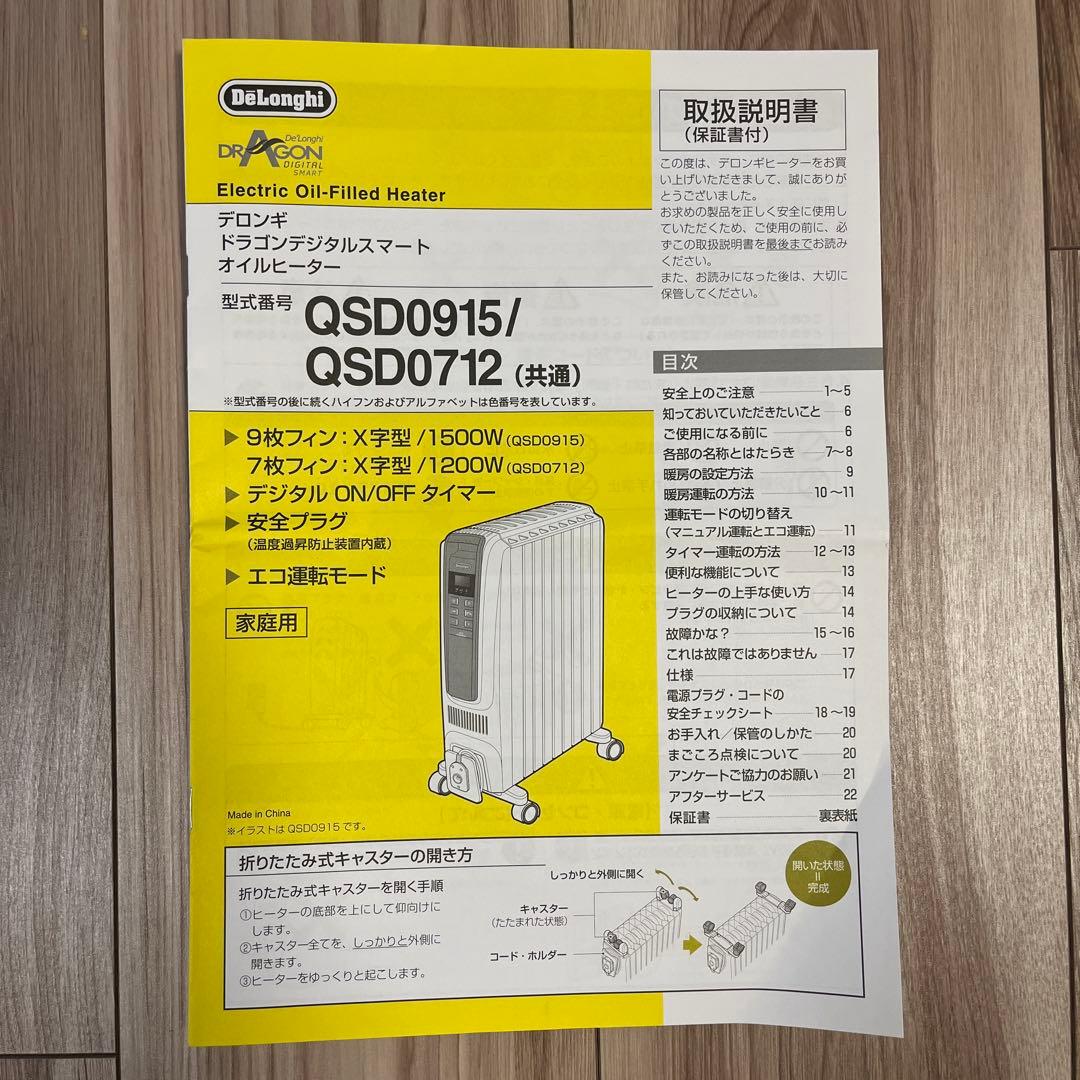 DeLonghi
De'Longhi
DRAGON
DIGITAL
SMART
Electric Oil-Filled Heater
デロンギ
ドラゴンデジタルスマート
オイルヒーター
型式番号 QSD0915/
QSD0712（共通）
※型式番号の後に続くハイフンおよびアルファベットは色番号を表しています。
▶ 9枚フィン：X字型 /1500W（QSD0915）
7枚フィン：X字型 /1200W（QSD0712）
▶ デジタル ON/OFF タイマー
▶ 安全プラグ
（温度過昇防止装置内蔵）
▶ エコ運転モード
家庭用
DeLonghi
Made in China
※イラストは QSD0915 です。
取扱説明書
（保証書付）
この度は、デロンギヒーターをお買
い上げいただきまして、誠にありが
とうございました。
お求めの製品を正しく安全に使用し
ていただくため、ご使用の前に、必
ずこの取扱説明書を最後までお読み
ください。
また、お読みになった後は、大切に
保管してください。
目次
安全上のご注意 1〜5
知っておいていただきたいこと 6
ご使用になる前に 6
各部の名称とはたらき 7〜8
暖房の設定方法 9
暖房運転の方法 10〜11
運転モードの切り替え
（マニュアル運転とエコ運転） 11
タイマー運転の方法 12〜13
便利な機能について 13
ヒーターの上手な使い方 14
プラグの収納について 14
故障かな？ 15〜16
これは故障ではありません 17
仕様 17
電源プラグ・コードの
安全チェックシート 18〜19
お手入れ／保管のしかた 20
まごころ点検について 20
アンケートご協力のお願い 21
アフターサービス 22
保証書 裏表紙
折りたたみ式キャスターの開き方
折りたたみ式キャスターを開く手順
①ヒーターの底部を上にして仰向けに
します。
②キャスター全てを、しっかりと外側に
開きます。
③ヒーターをゆっくりと起こします。
しっかりと外側に開く
キャスター
（たたまれた状態）
コード・ホルダー
開いた状態
＝
完成